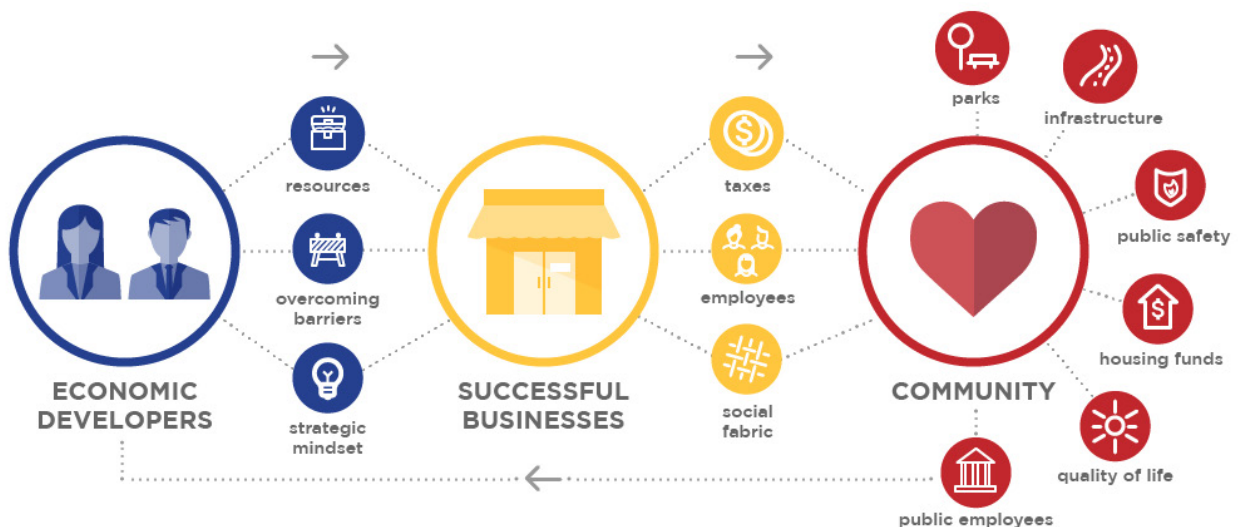 parks
infrastructure
resources
taxes
public safety
overcoming
barriers
employees
housing funds
ECONOMIC
DEVELOPERS
SUCCESSFUL
BUSINESSES
COMMUNITY
strategic
mindset
social
fabric
quality of life
public employees